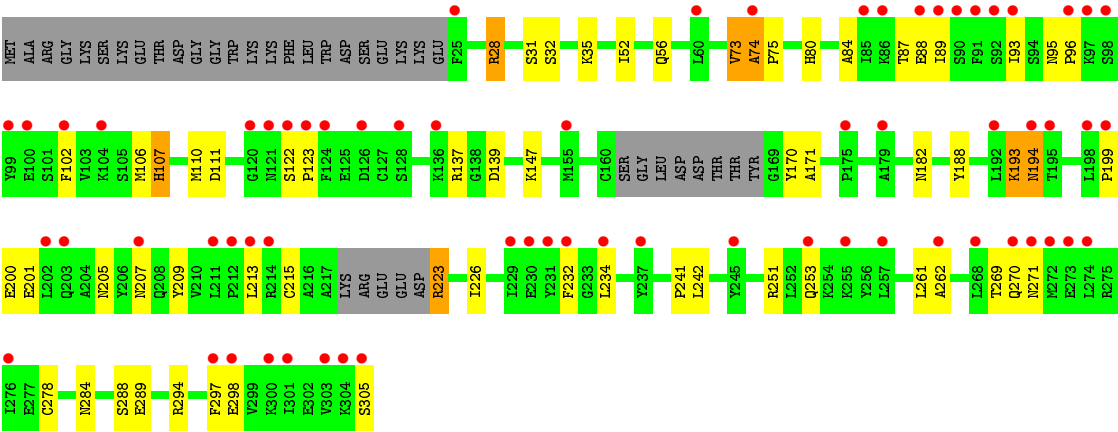 MET ALA ARG GLY LYS SER LYS LYS GLU THR ASP GLY GLY TRP LYS LYS PHE LEU TRP ASP SER GLU LYS LYS GLU F25 R28 S31 S32 K35 I52 Q56 L60 V73 A74 P75 H80 A84 I85 K86 T87 E88 I89 S90 F91 S92 I93 S94 N95 P96 K97 S98
Y99 E100 S101 F102 V103 K104 S105 M106 H107 M110 D111 G120 N121 S122 P123 F124 E125 D126 C127 S128 K136 R137 G138 D139 K147 M155 C160 SER GLY LEU ASP ASP THR THR TYR G169 Y170 A171 P175 A179 N182 Y188 L192 K193 N194 T195 L198 P199
E200 E201 L202 Q203 A204 N205 Y206 N207 Q208 Y209 V210 L211 P212 L213 R214 C215 A216 A217 LYS ARG GLU GLU ASP R223 I226 I229 E230 Y231 F232 G233 L234 Y237 P241 L242 Y245 R251 L252 Q253 K254 K255 Y256 L257 L261 A262 L268 T269 Q270 N271 M272 E273 L274 R275
I276 E277 C278 N284 S288 E289 R294 F297 E298 V299 K300 I301 E302 V303 K304 S305